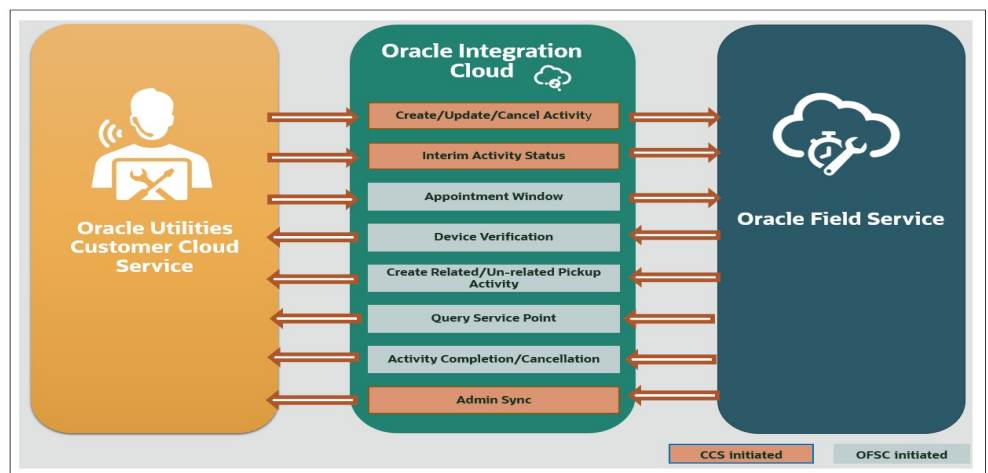 Oracle Utilities
Customer Cloud
Service
Oracle Integration
Cloud
Create/Update/Cancel Activity
Interim Activity Status
Appointment Window
Device Verification
Create Related/Un-related Pickup
Activity
Query Service Point
Activity Completion/Cancellation
Admin Sync
Oracle Field Service
CCS initiated
OFSC initiated